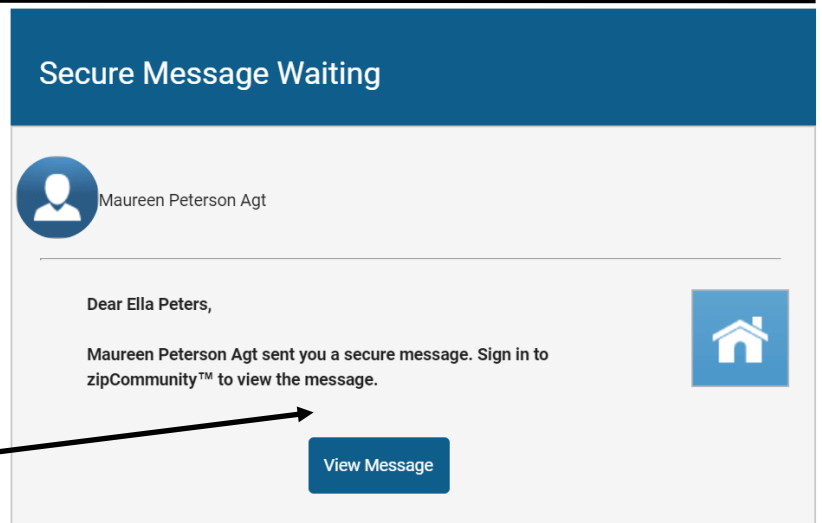 Secure Message Waiting
Maureen Peterson Agt
Dear Ella Peters,
Maureen Peterson Agt sent you a secure message. Sign in to
zipCommunity™ to view the message.
View Message